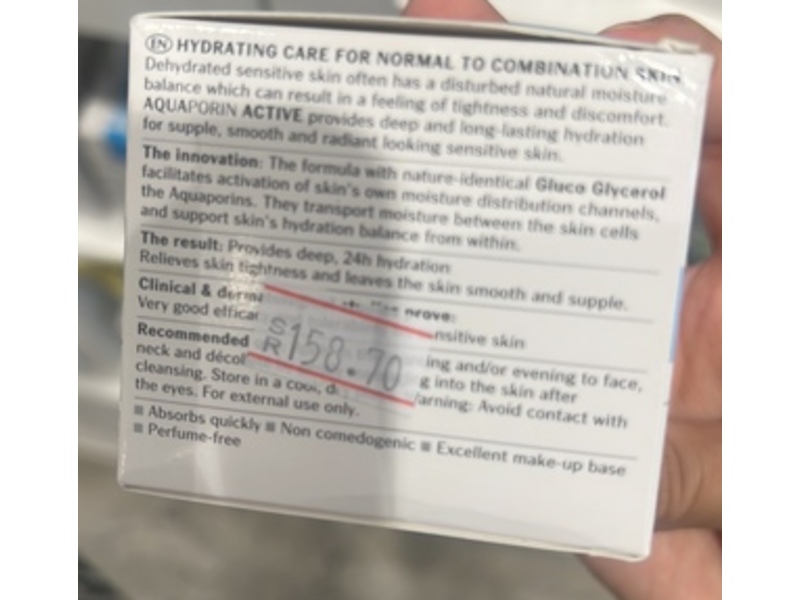 EN HYDRATING CARE FOR NORMAL TO COMBINATION SKIN
Dehydrated sensitive skin often has a disturbed natural moisture
balance which can result in a feeling of tightness and discomfort.
AQUAPORIN ACTIVE provides deep and long-lasting hydration
for supple, smooth and radiant looking sensitive skin.
The innovation: The formula with nature-identical Gluco Glycerol
facilitates activation of skin's own moisture distribution channels,
the Aquaporins. They transport moisture between the skin cells
and support skin's hydration balance from within.
The result: Provides deep, 24h hydration
Relieves skin tightness and leaves the skin smooth and supple.
Clinical & derma prove:
Very good efficac nsitive skin
SR 158.70
Recommended ing and/or evening to face,
neck and décol g into the skin after
cleansing. Store in a cool, d arning: Avoid contact with
the eyes. For external use only.
■ Absorbs quickly ■ Non comedogenic ■ Excellent make-up base
■ Perfume-free